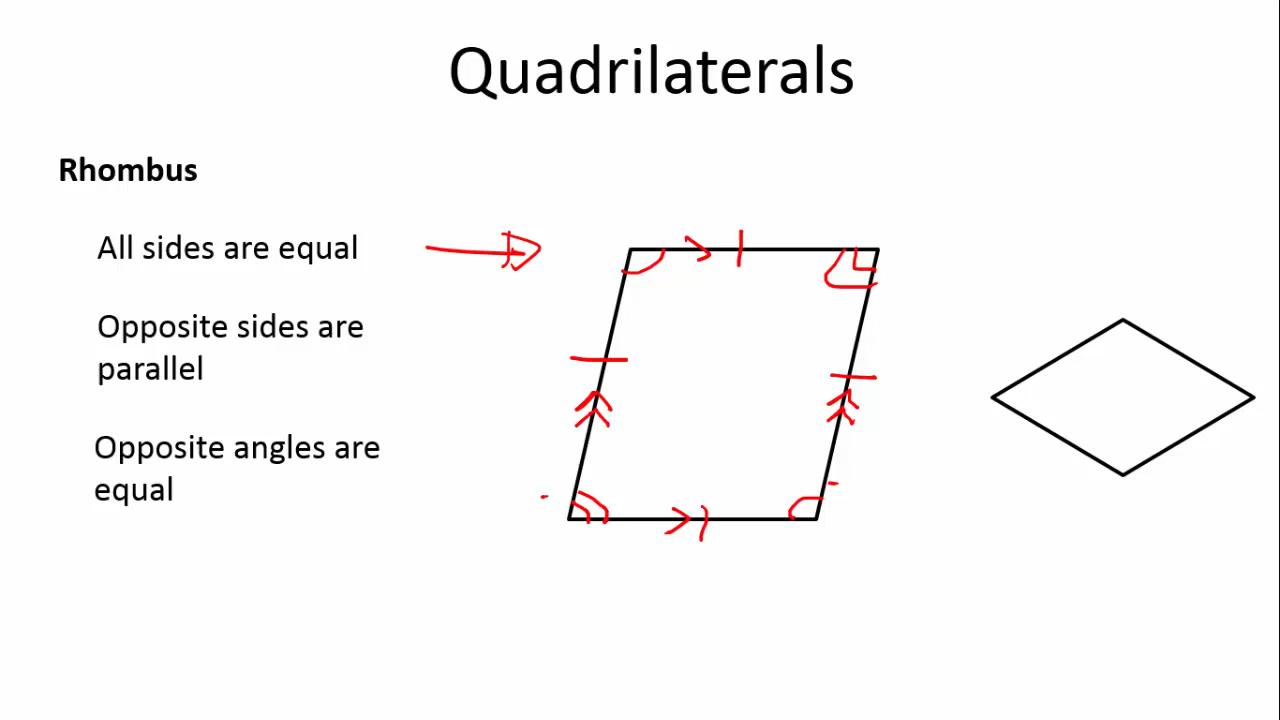 Quadrilaterals
Rhombus
All sides are equal
Opposite sides are
parallel
Opposite angles are
equal